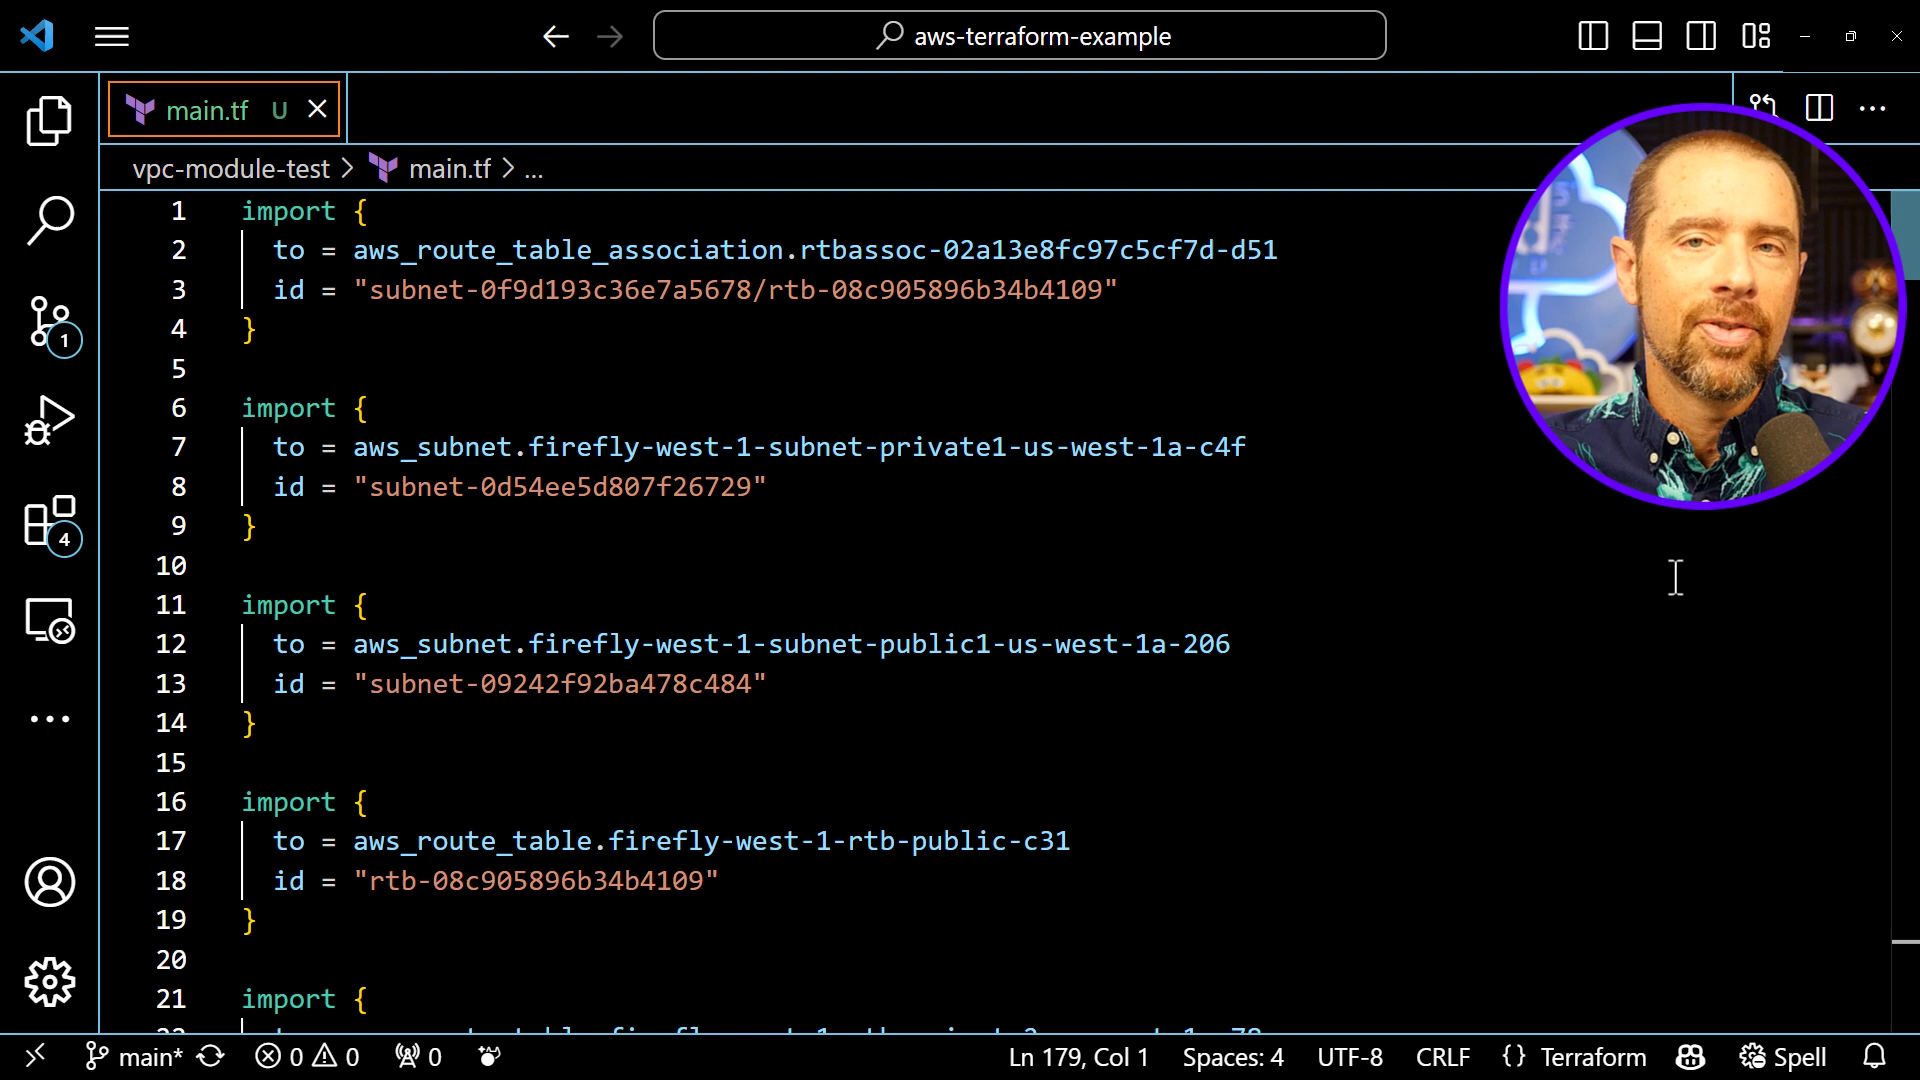 aws-terraform-example
main.tf U
vpc-module-test > main.tf > ...
1 import {
2 to = aws_route_table_association.rtbassoc-02a13e8fc97c5cf7d-d51
3 id = "subnet-0f9d193c36e7a5678/rtb-08c905896b34b4109"
4 }
5
6 import {
7 to = aws_subnet.firefly-west-1-subnet-private1-us-west-1a-c4f
8 id = "subnet-0d54ee5d807f26729"
9 }
10
11 import {
12 to = aws_subnet.firefly-west-1-subnet-public1-us-west-1a-206
13 id = "subnet-09242f92ba478c484"
14 }
15
16 import {
17 to = aws_route_table.firefly-west-1-rtb-public-c31
18 id = "rtb-08c905896b34b4109"
19 }
20
21 import {
1
4
main* 0 0 0 Ln 179, Col 1 Spaces: 4 UTF-8 CRLF {} Terraform Spell